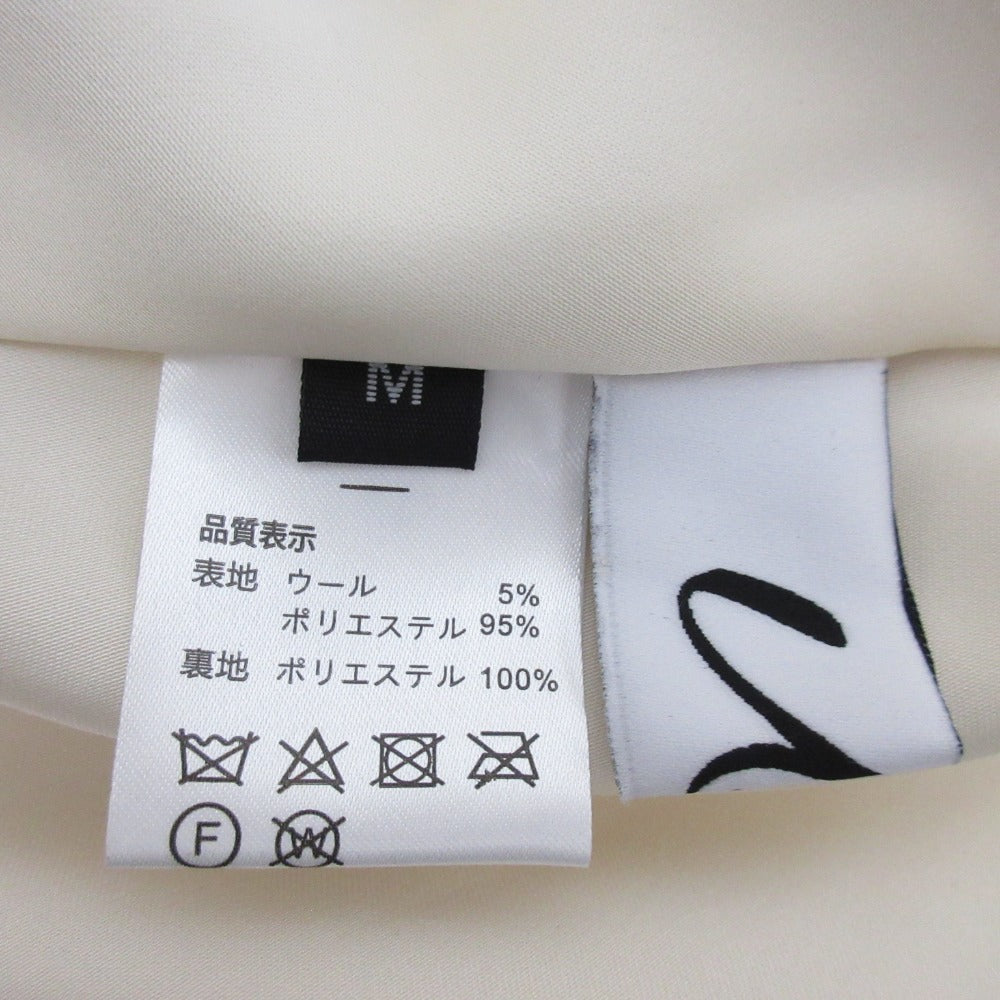 M
品質表示
表地 ウール 5%
ポリエステル 95%
裏地 ポリエステル 100%
F
W